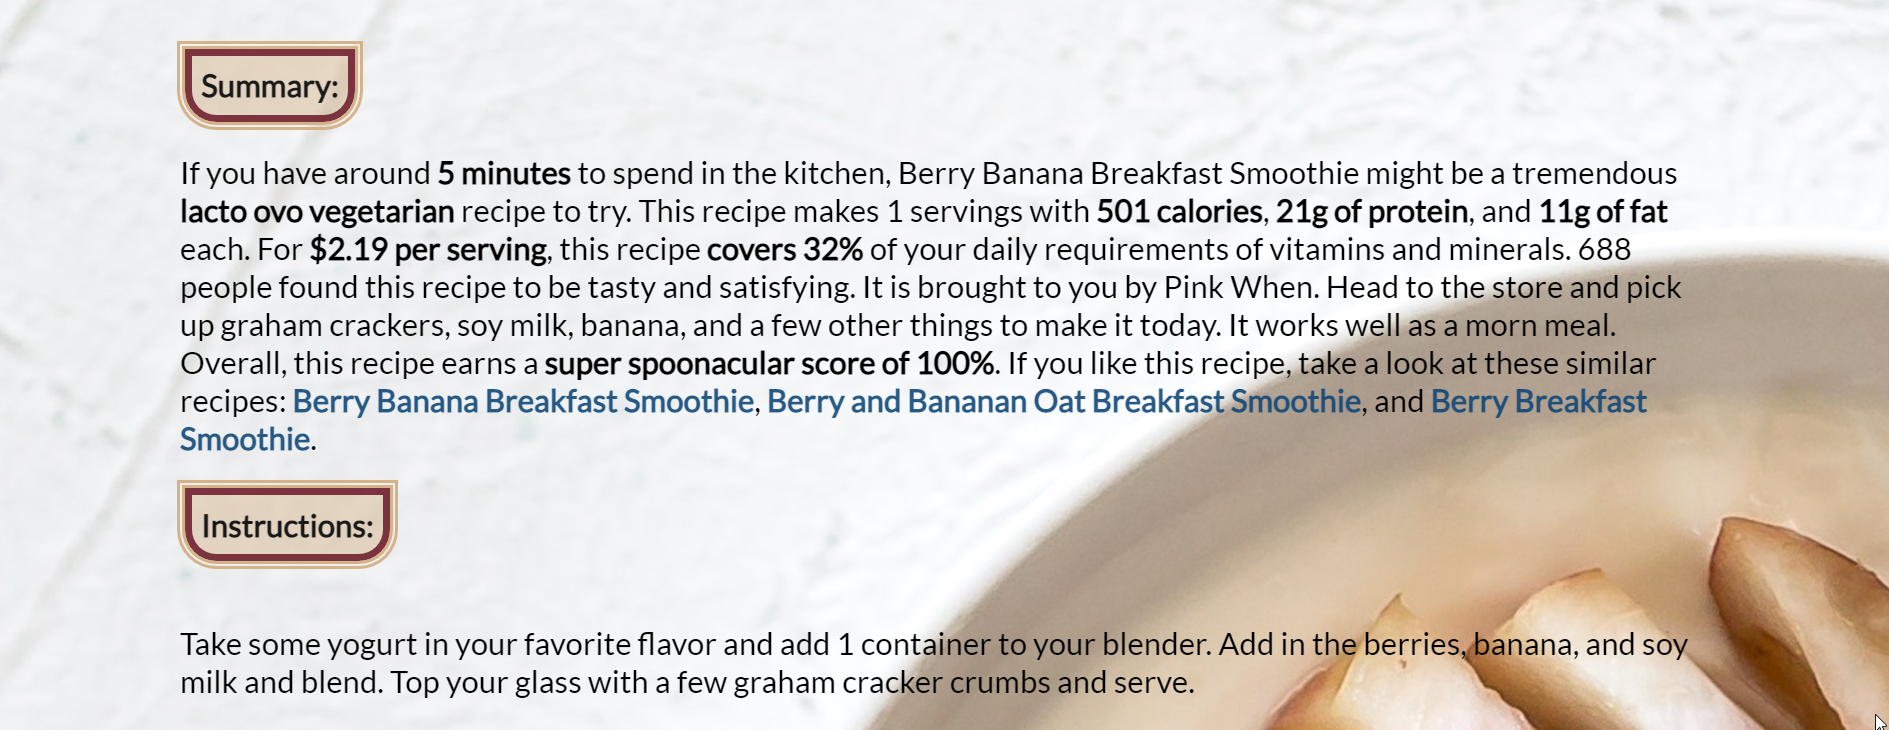 Summary:
If you have around 5 minutes to spend in the kitchen, Berry Banana Breakfast Smoothie might be a tremendous
lacto ovo vegetarian recipe to try. This recipe makes 1 servings with 501 calories, 21g of protein, and 11g of fat
each. For $2.19 per serving, this recipe covers 32% of your daily requirements of vitamins and minerals. 688
people found this recipe to be tasty and satisfying. It is brought to you by Pink When. Head to the store and pick
up graham crackers, soy milk, banana, and a few other things to make it today. It works well as a morn meal.
Overall, this recipe earns a super spoonacular score of 100%. If you like this recipe, take a look at these similar
recipes: Berry Banana Breakfast Smoothie, Berry and Bananan Oat Breakfast Smoothie, and Berry Breakfast
Smoothie.
Instructions:
Take some yogurt in your favorite flavor and add 1 container to your blender. Add in the berries, banana, and soy
milk and blend. Top your glass with a few graham cracker crumbs and serve.